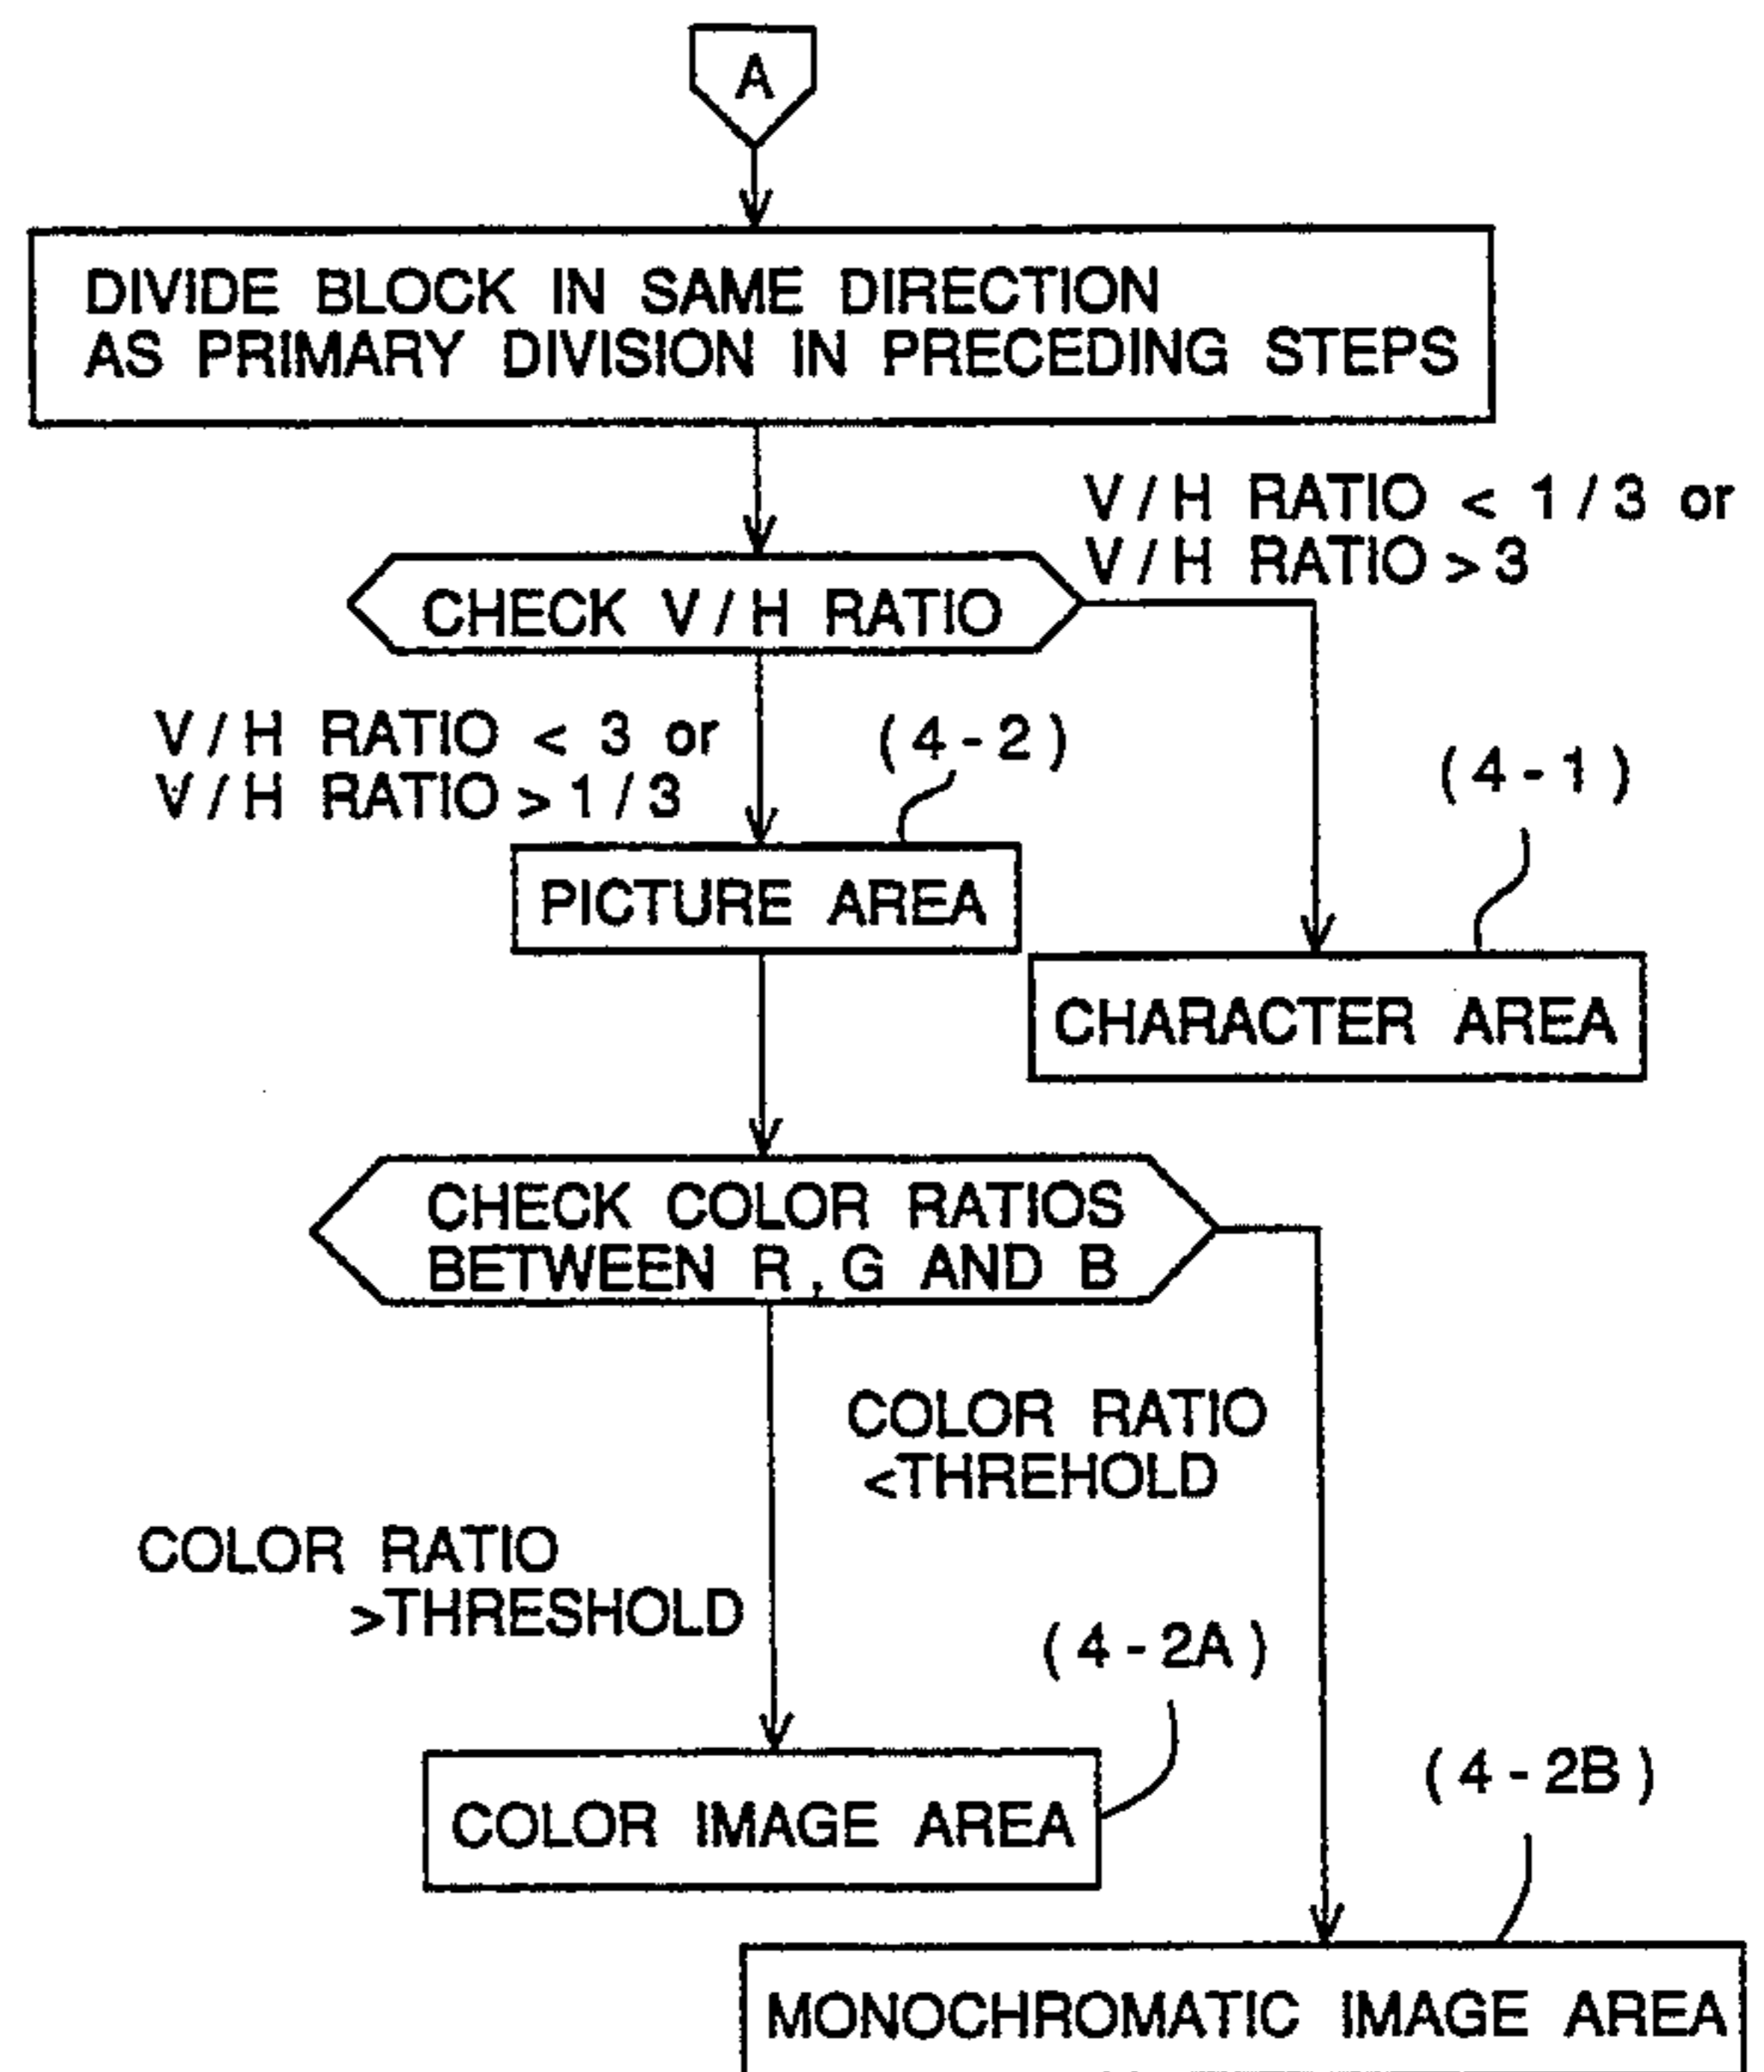 A
DIVIDE BLOCK IN SAME DIRECTION
AS PRIMARY DIVISION IN PRECEDING STEPS
V/H RATIO < 1/3 or
V/H RATIO > 3
CHECK V/H RATIO
V/H RATIO < 3 or
V/H RATIO > 1/3
(4-2)
(4-1)
PICTURE AREA
CHARACTER AREA
CHECK COLOR RATIOS
BETWEEN R, G AND B
COLOR RATIO
<THREHOLD
COLOR RATIO
>THRESHOLD
(4-2A)
COLOR IMAGE AREA
(4-2B)
MONOCHROMATIC IMAGE AREA